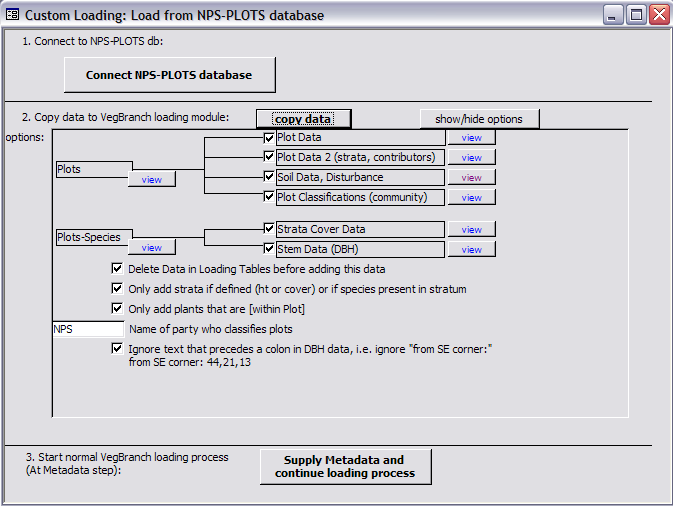 Custom Loading: Load from NPS-PLOTS database
1. Connect to NPS-PLOTS db:
Connect NPS-PLOTS database
2. Copy data to VegBranch loading module:
copy data
show/hide options
options:
Plot Data
view
Plot Data 2 (strata, contributors)
view
Plots
view
Soil Data, Disturbance
view
Plot Classifications (community)
view
Strata Cover Data
view
Plots-Species
view
Stem Data (DBH)
view
Delete Data in Loading Tables before adding this data
Only add strata if defined (ht or cover) or if species present in stratum
Only add plants that are [within Plot]
NPS
Name of party who classifies plots
Ignore text that precedes a colon in DBH data, i.e. ignore "from SE corner:"
from SE corner: 44,21,13
3. Start normal VegBranch loading process
(At Metadata step):
Supply Metadata and
continue loading process